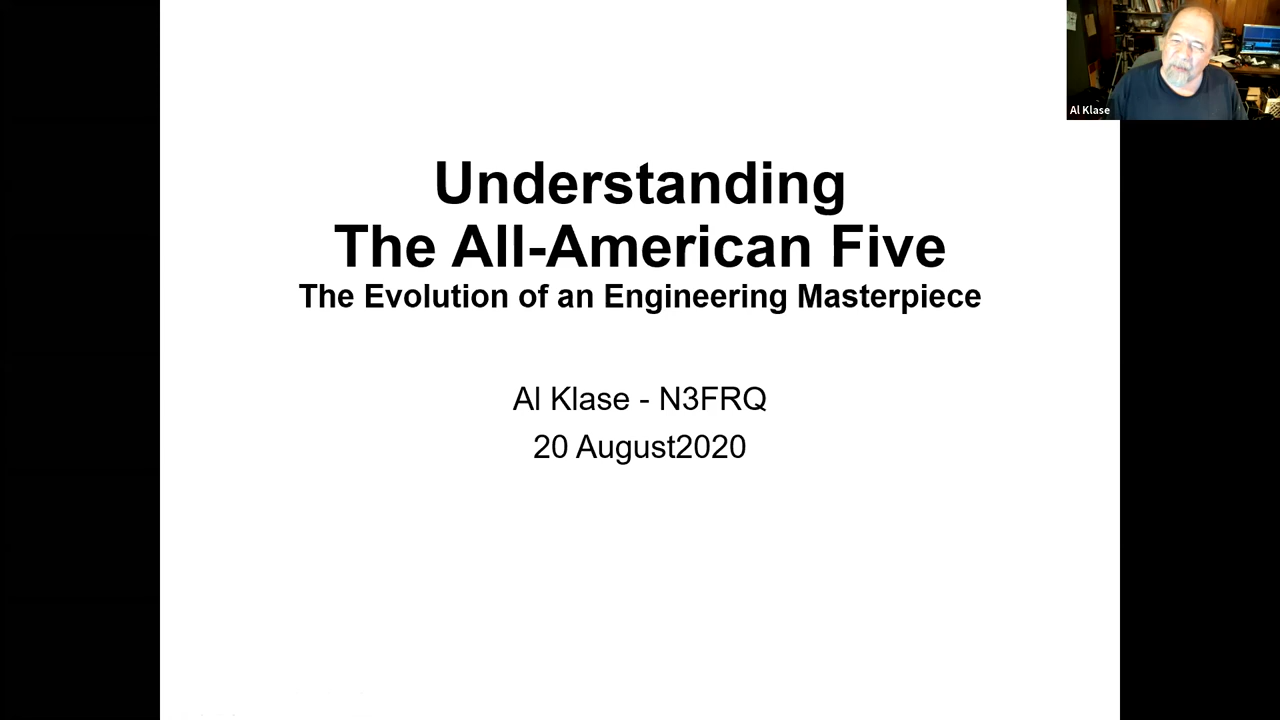 Al Klase
Understanding
The All-American Five
The Evolution of an Engineering Masterpiece
Al Klase - N3FRQ
20 August2020